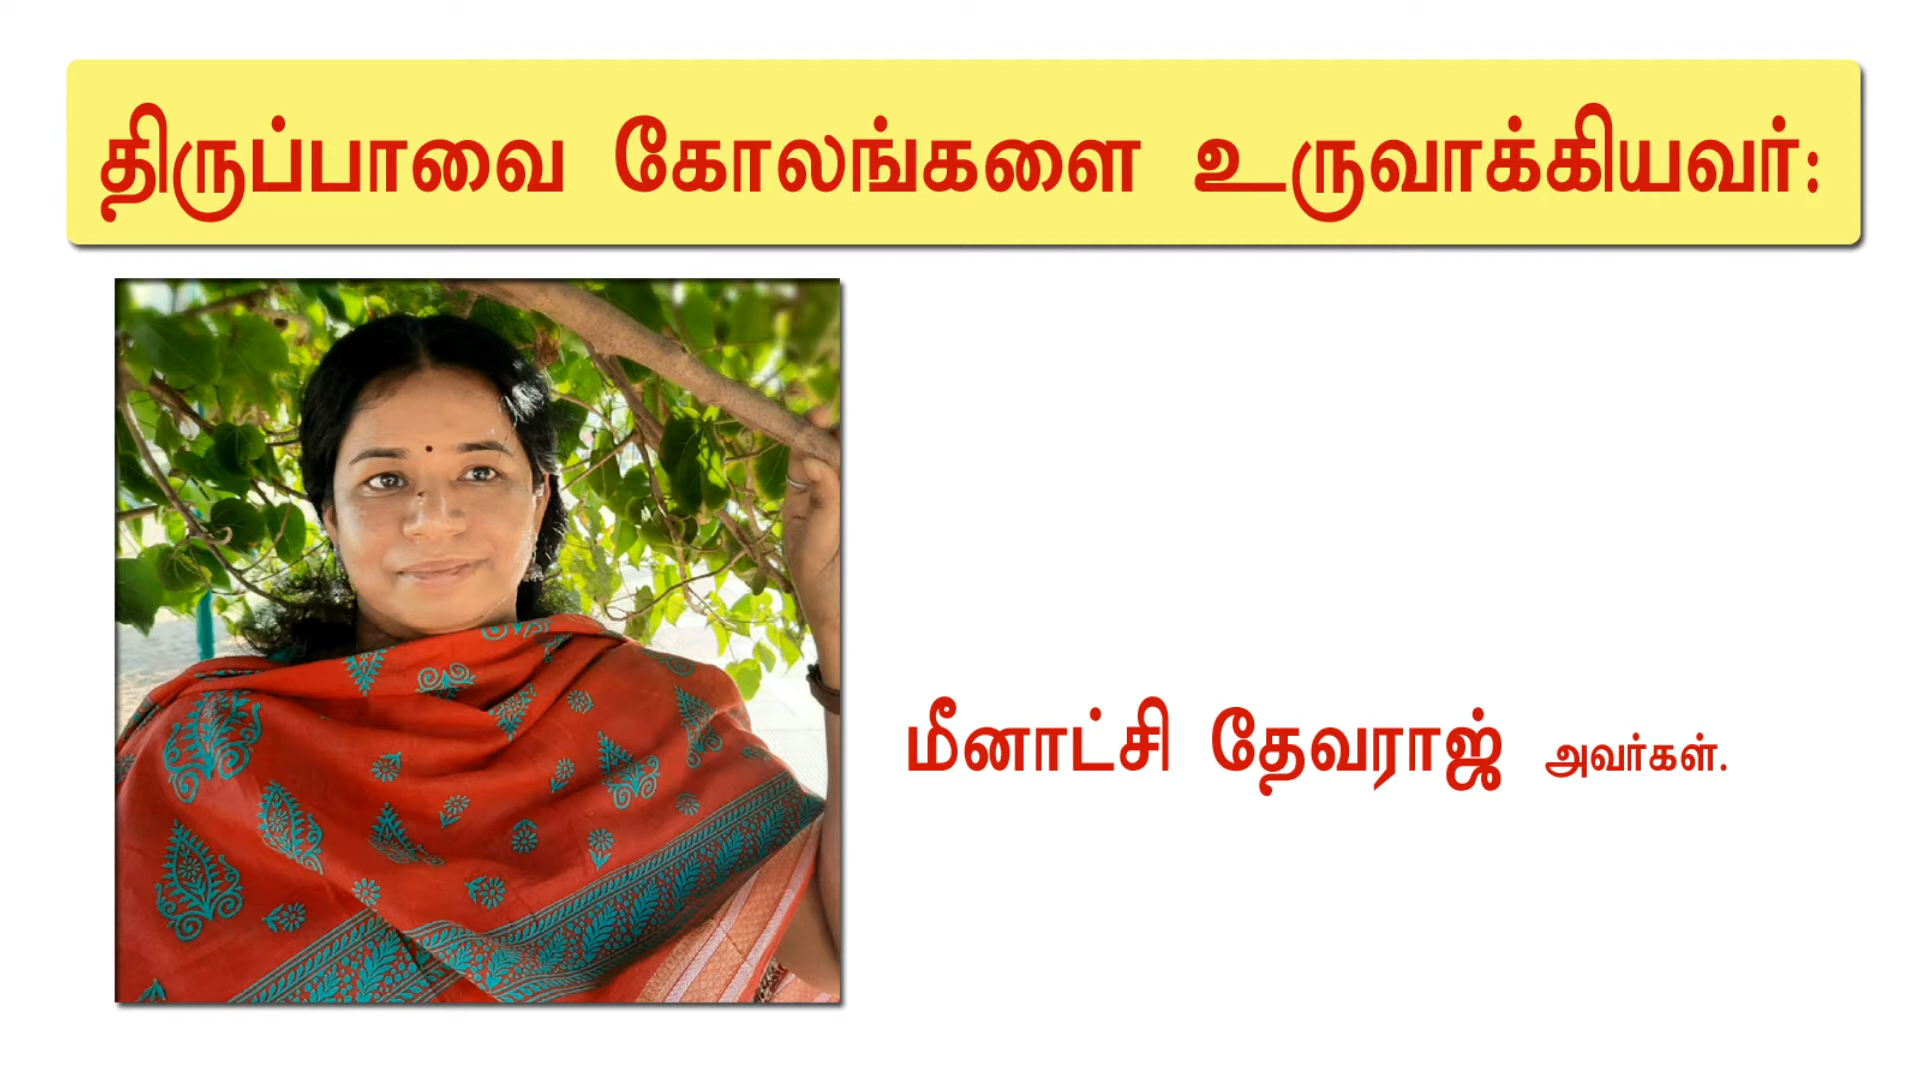 திருப்பாவை கோலங்களை உருவாக்கியவர்:
மீனாட்சி தேவராஜ் அவர்கள்.